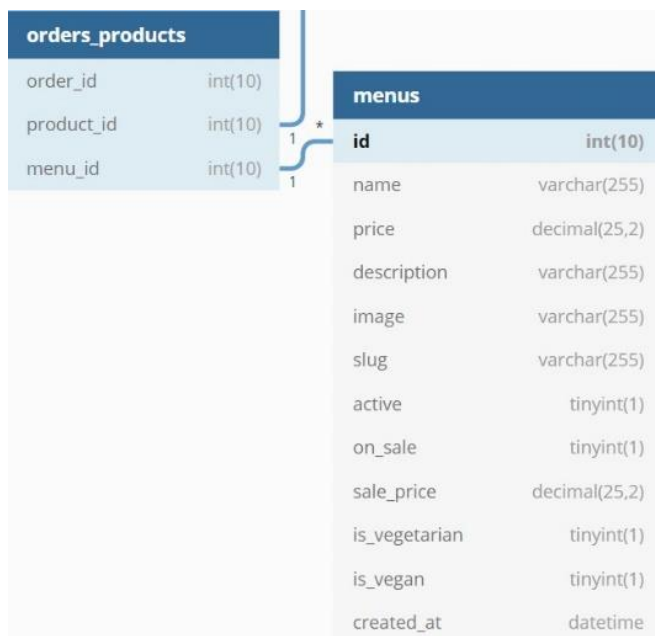 orders_products
order_id int(10)
product_id int(10)
menu_id int(10)
1
1
*
menus
id int(10)
name varchar(255)
price decimal(25,2)
description varchar(255)
image varchar(255)
slug varchar(255)
active tinyint(1)
on_sale tinyint(1)
sale_price decimal(25,2)
is_vegetarian tinyint(1)
is_vegan tinyint(1)
created_at datetime